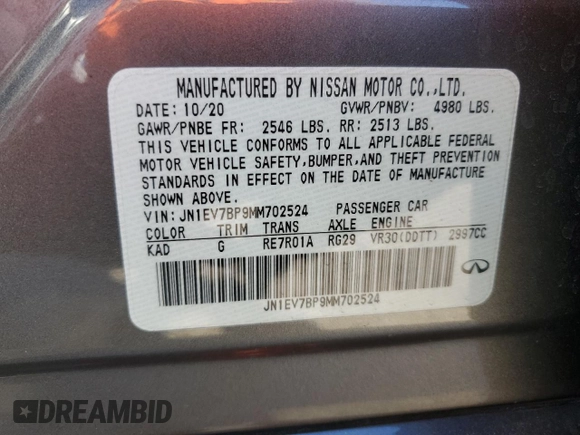 MANUFACTURED BY NISSAN MOTOR CO.,LTD.
DATE: 10/20 GVWR/PNBV: 4980 LBS.
GAWR/PNBE FR: 2546 LBS. RR: 2513 LBS.
THIS VEHICLE CONFORMS TO ALL APPLICABLE FEDERAL
MOTOR VEHICLE SAFETY,BUMPER,AND THEFT PREVENTION
STANDARDS IN EFFECT ON THE DATE OF MANUFACTURE
SHOWN ABOVE.
VIN: JN1EV7BP9MM702524 PASSENGER CAR
COLOR TRIM TRANS AXLE ENGINE
KAD G RE7R01A RG29 VR30(DDTT) 2997CC
JN1EV7BP9MM702524
DREAMBID